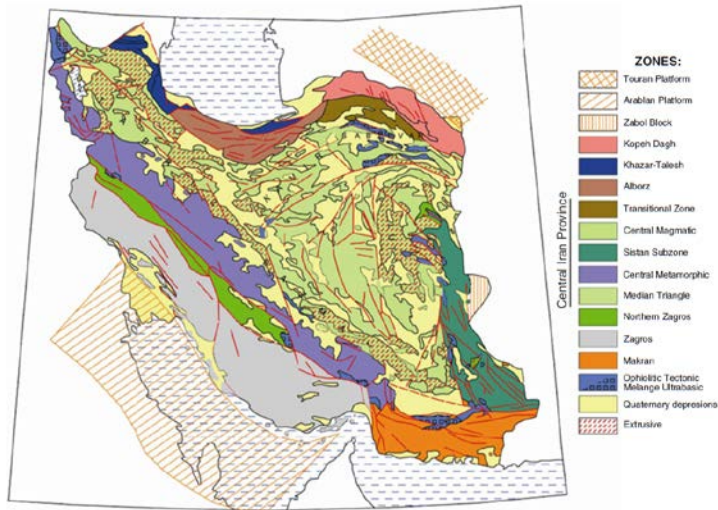 ZONES:
Touran Platform
Arabian Platform
Zabol Block
Kopeh Dagh
Khazar-Talesh
Alborz
Transitional Zone
Central Magmatic
Sistan Subzone
Central Metamorphic
Median Triangle
Northern Zagros
Zagros
Makran
Ophiolitic Tectonic
Melange Ultrabasic
Quaternary depresions
Extrusive
Central Iran Province